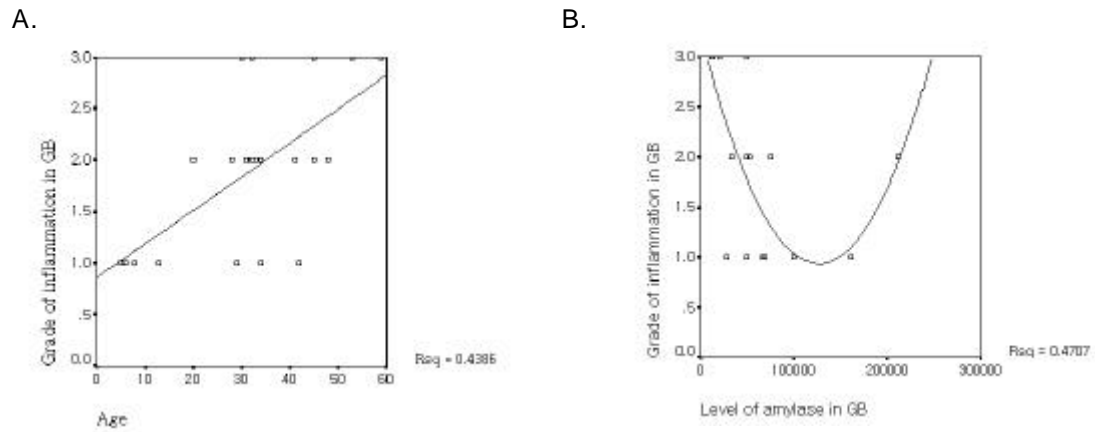 A.
3.0
2.5
2.0
1.5
1.0
.5
0.0
Grade of inflammation in GB
0 10 20 30 40 50 60
Age
Rsq = 0.4386
B.
3.0
2.5
2.0
1.5
1.0
.5
0.0
Grade of inflammation in GB
0 100000 200000 300000
Level of amylase in GB
Rsq = 0.4707